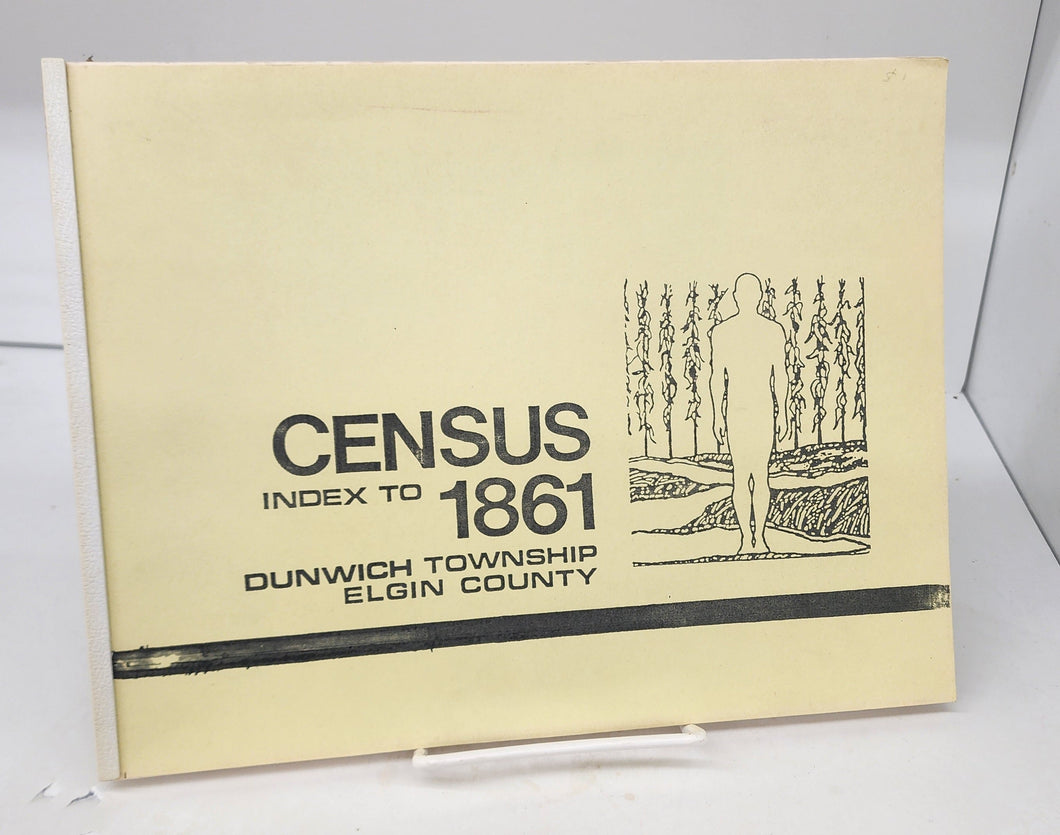 CENSUS
INDEX TO 1861
DUNWICH TOWNSHIP
ELGIN COUNTY